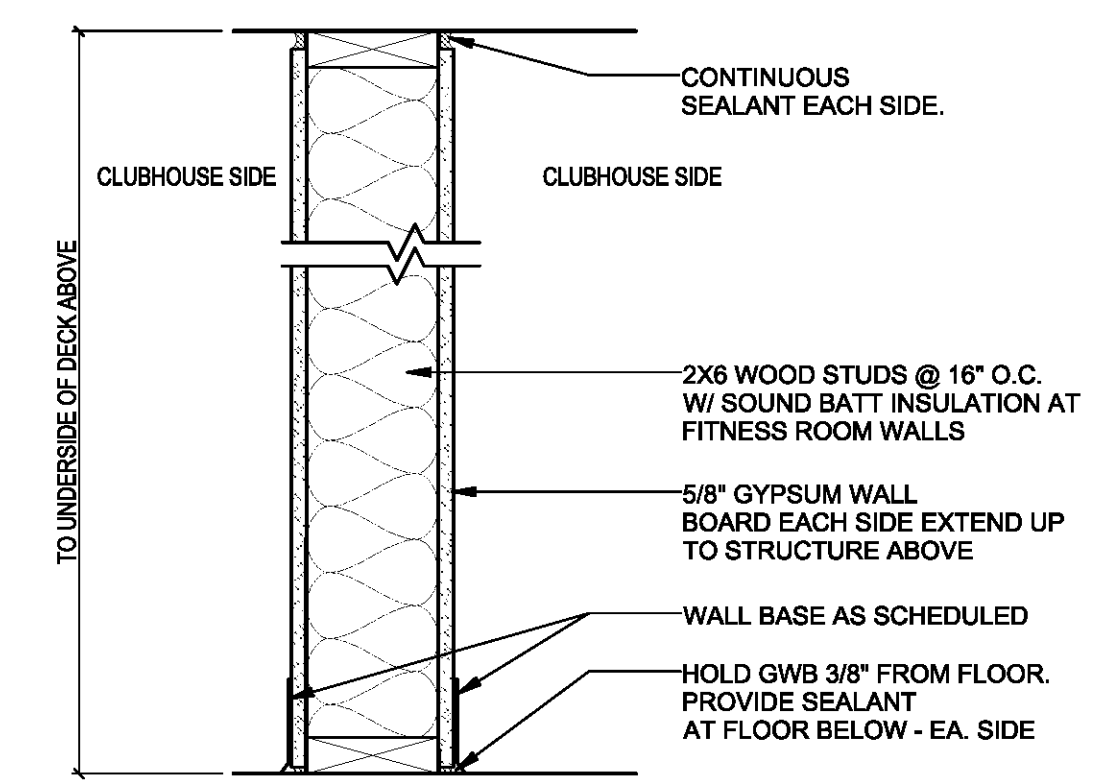 CONTINUOUS
SEALANT EACH SIDE.
CLUBHOUSE SIDE
CLUBHOUSE SIDE
TO UNDERSIDE OF DECK ABOVE
2X6 WOOD STUDS @ 16" O.C.
W/ SOUND BATT INSULATION AT
FITNESS ROOM WALLS
5/8" GYPSUM WALL
BOARD EACH SIDE EXTEND UP
TO STRUCTURE ABOVE
WALL BASE AS SCHEDULED
HOLD GWB 3/8" FROM FLOOR.
PROVIDE SEALANT
AT FLOOR BELOW - EA. SIDE